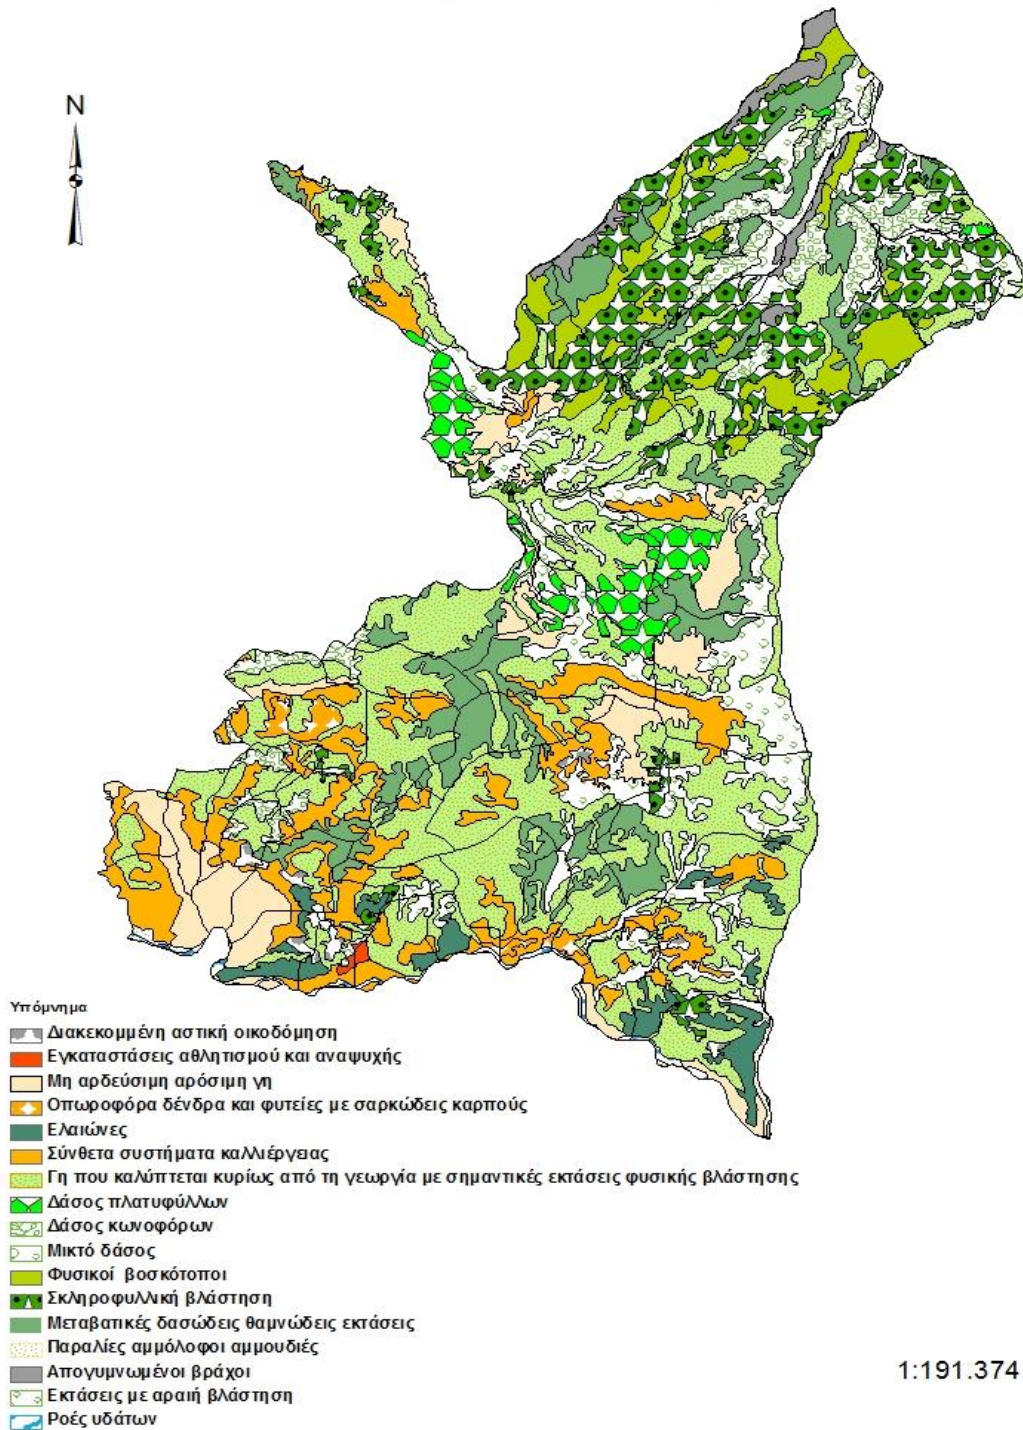 N
Υπόμνημα
Διακεκομμένη αστική οικοδόμηση
Εγκαταστάσεις αθλητισμού και αναψυχής
Μη αρδεύσιμη αρόσιμη γη
Οπωροφόρα δένδρα και φυτείες με σαρκώδεις καρπούς
Ελαιώνες
Σύνθετα συστήματα καλλιέργειας
Γη που καλύπτεται κυρίως από τη γεωργία με σημαντικές εκτάσεις φυσικής βλάστησης
Δάσος πλατυφύλλων
Δάσος κωνοφόρων
Μικτό δάσος
Φυσικοί βοσκότοποι
Σκληροφυλλική βλάστηση
Μεταβατικές δασώδεις θαμνώδεις εκτάσεις
Παραλίες αμμόλοφοι αμμουδιές
Απογυμνωμένοι βράχοι
1:191.374
Εκτάσεις με αραιή βλάστηση
Ροές υδάτων